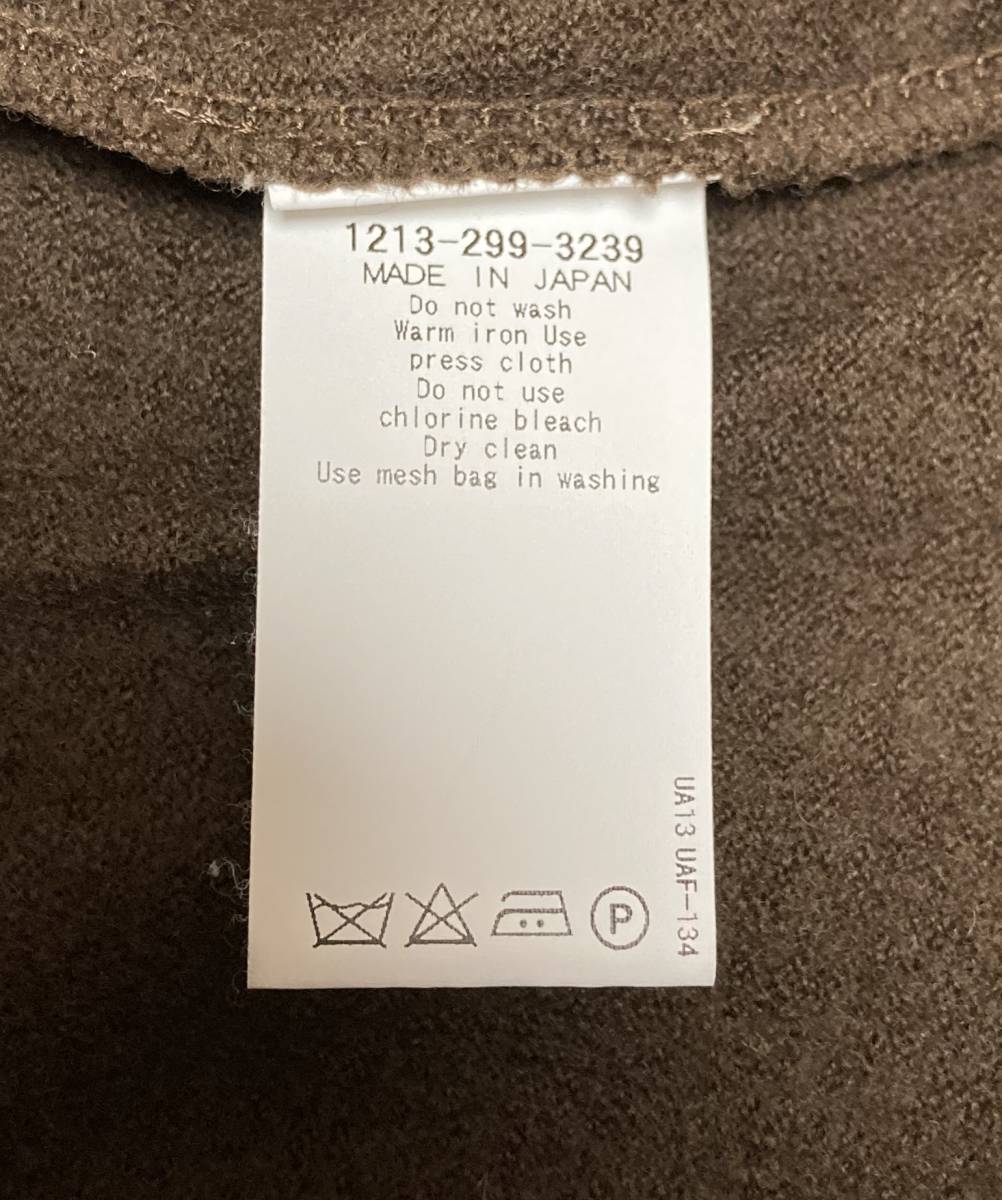 1213-299-3239
MADE IN JAPAN
Do not wash
Warm iron Use
press cloth
Do not use
chlorine bleach
Dry clean
Use mesh bag in washing
UA13 UAF-134
P